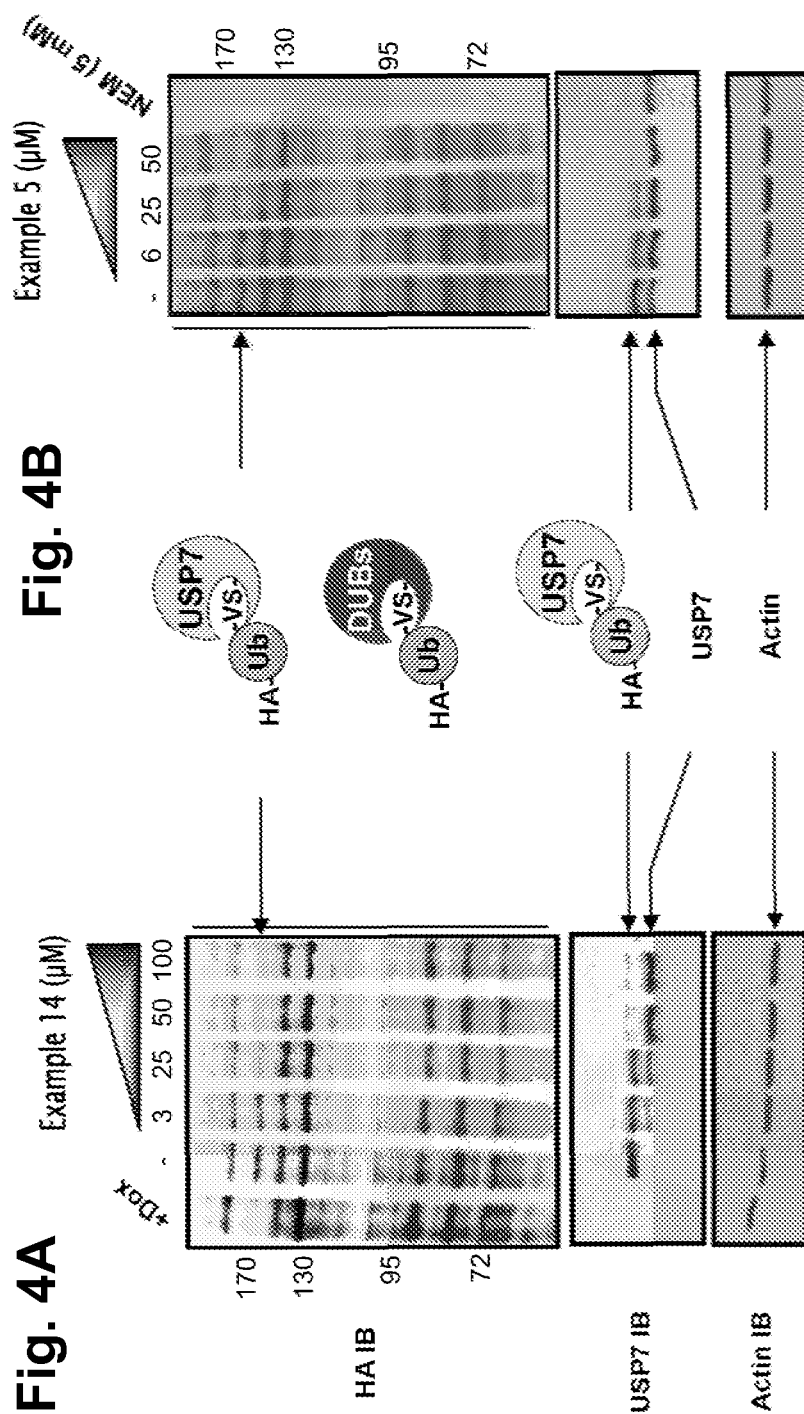 Fig. 4A
Example 14 (µM)
+Dox - 3 25 50 100
170
130
95
72
HA IB
USP7 IB
Actin IB
USP7
-VS-
Ub
HA-
DUBs
-VS-
Ub
HA-
USP7
-VS-
Ub
HA-
USP7
Actin
Fig. 4B
Example 5 (µM)
- 6 25 50 NEM (5 mM)
170
130
95
72